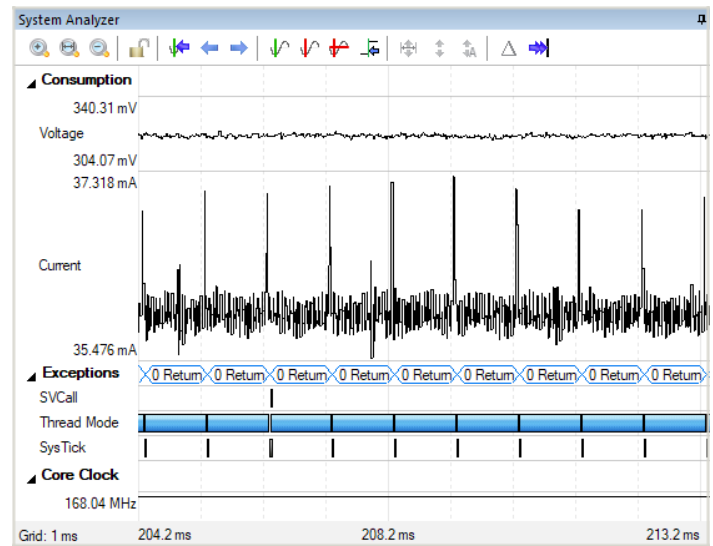 System Analyzer
Consumption
340.31 mV
Voltage
304.07 mV
37.318 mA
Current
35.476 mA
Exceptions 0 Return 0 Return 0 Return 0 Return 0 Return 0 Return 0 Return 0 Return 0 Return
SVCall
Thread Mode
SysTick
Core Clock
168.04 MHz
Grid: 1 ms 204.2 ms 208.2 ms 213.2 ms